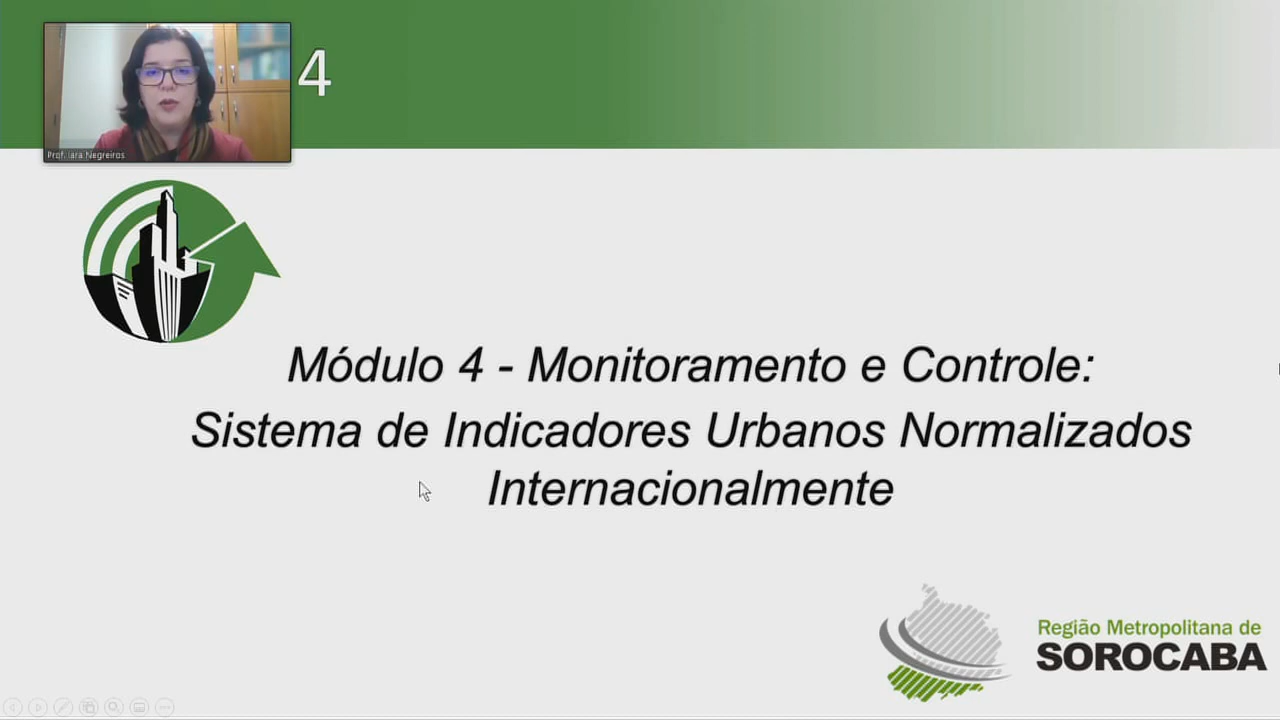 4
Prof. Iara Negreiros
Módulo 4 - Monitoramento e Controle:
Sistema de Indicadores Urbanos Normalizados
Internacionalmente
Região Metropolitana de
SOROCABA